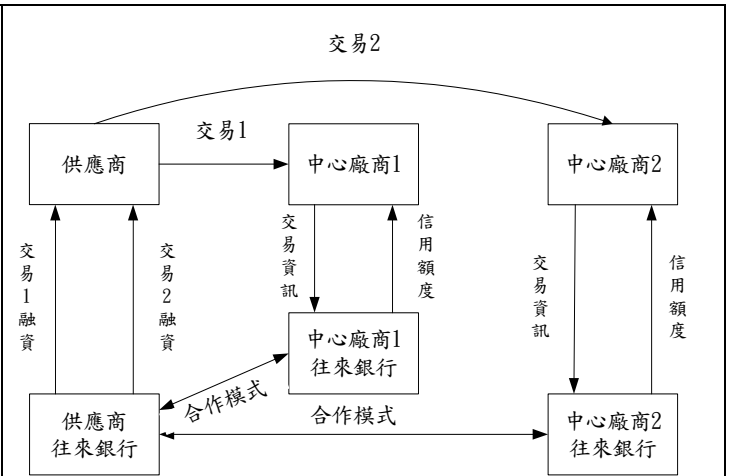 交易2
交易1
供應商
中心廠商1
中心廠商2
交易1融資
交易2融資
交易資訊
信用額度
交易資訊
信用額度
中心廠商1
往來銀行
合作模式
合作模式
供應商
往來銀行
中心廠商2
往來銀行